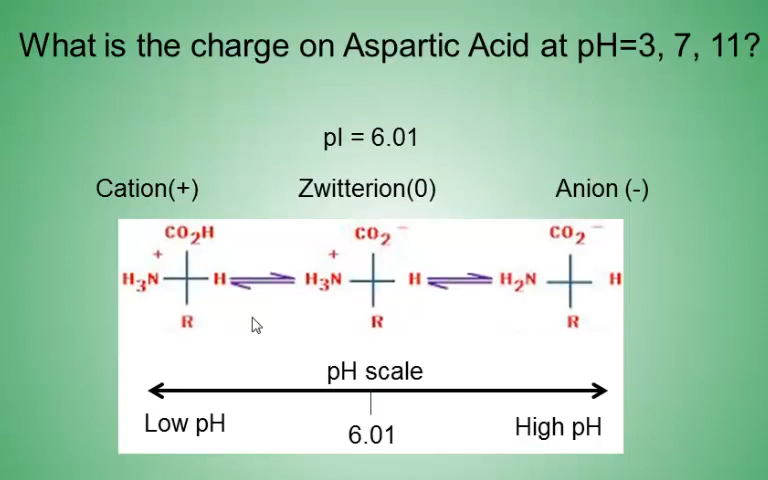 What is the charge on Aspartic Acid at pH=3, 7, 11?
pI = 6.01
Cation(+) Zwitterion(0) Anion (-)
CO₂H CO₂⁻ CO₂⁻
+ +
H₃N H H₃N H H₂N H
R R R
pH scale
Low pH 6.01 High pH